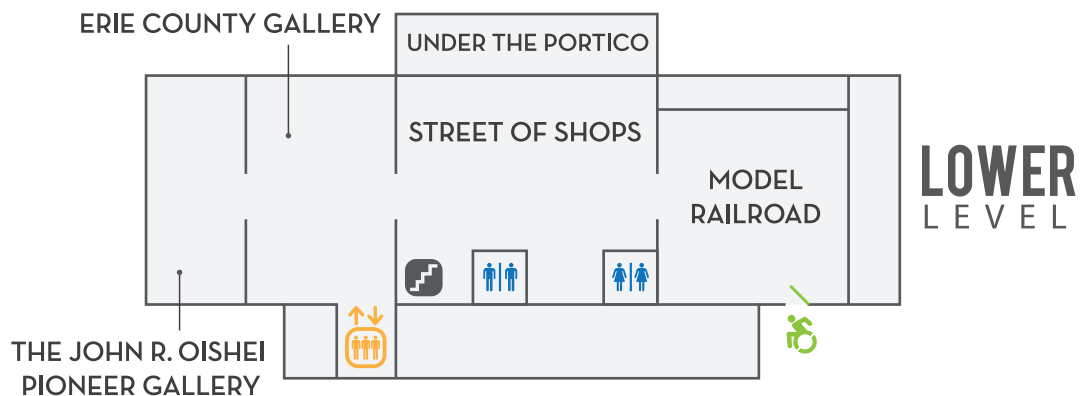 ERIE COUNTY GALLERY
UNDER THE PORTICO
STREET OF SHOPS
MODEL
RAILROAD
LOWER
LEVEL
THE JOHN R. OISHEI
PIONEER GALLERY